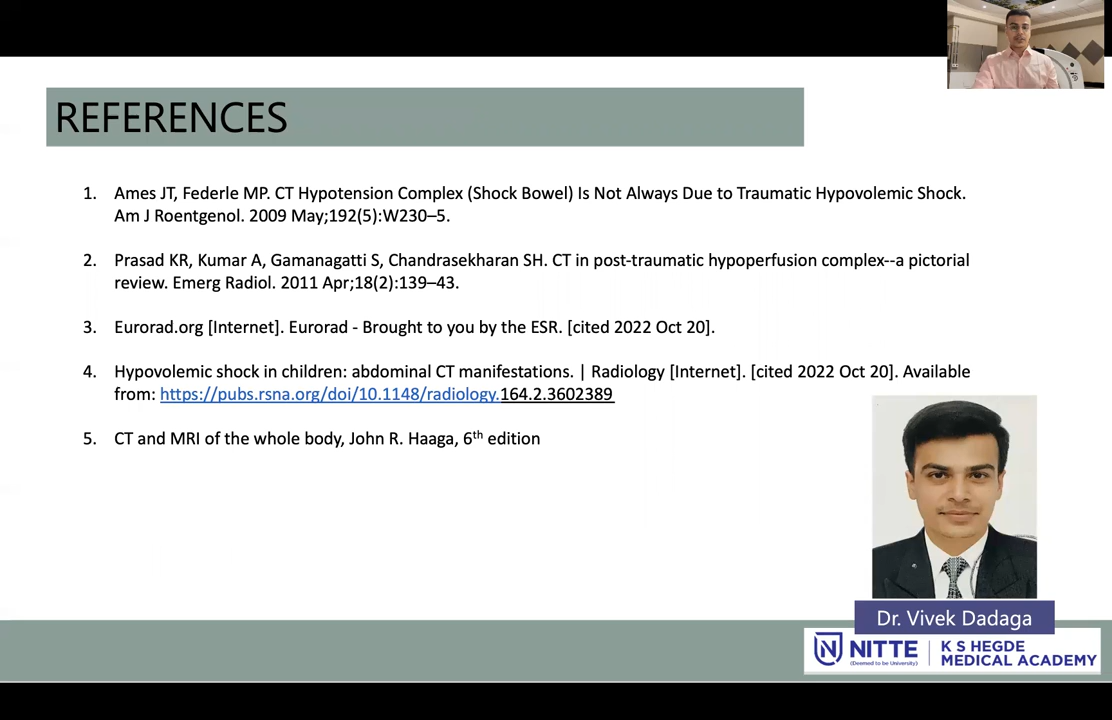 REFERENCES
1. Ames JT, Federle MP. CT Hypotension Complex (Shock Bowel) Is Not Always Due to Traumatic Hypovolemic Shock.
Am J Roentgenol. 2009 May;192(5):W230–5.
2. Prasad KR, Kumar A, Gamanagatti S, Chandrasekharan SH. CT in post-traumatic hypoperfusion complex--a pictorial
review. Emerg Radiol. 2011 Apr;18(2):139–43.
3. Eurorad.org [Internet]. Eurorad - Brought to you by the ESR. [cited 2022 Oct 20].
4. Hypovolemic shock in children: abdominal CT manifestations. | Radiology [Internet]. [cited 2022 Oct 20]. Available
from: https://pubs.rsna.org/doi/10.1148/radiology.164.2.3602389
5. CT and MRI of the whole body, John R. Haaga, 6th edition
Dr. Vivek Dadaga
NITTE
(Deemed to be University)
K S HEGDE
MEDICAL ACADEMY